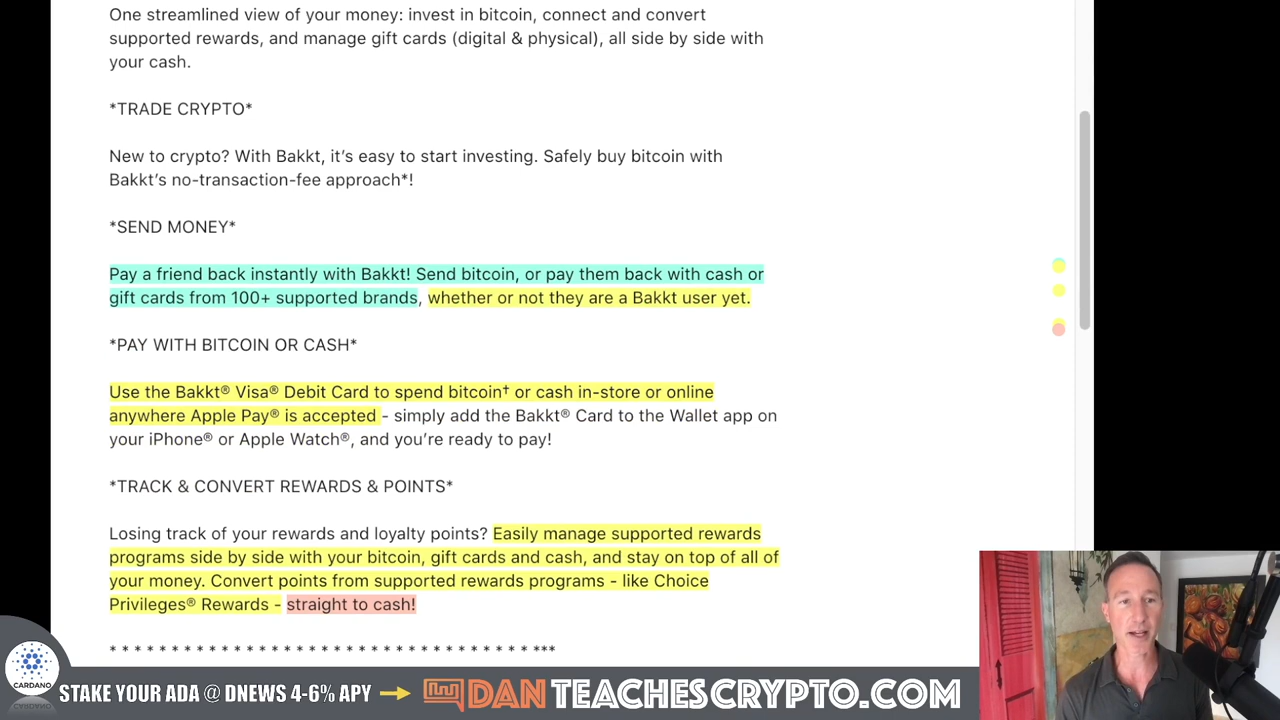 One streamlined view of your money: invest in bitcoin, connect and convert
supported rewards, and manage gift cards (digital & physical), all side by side with
your cash.
*TRADE CRYPTO*
New to crypto? With Bakkt, it's easy to start investing. Safely buy bitcoin with
Bakkt's no-transaction-fee approach*!
*SEND MONEY*
Pay a friend back instantly with Bakkt! Send bitcoin, or pay them back with cash or
gift cards from 100+ supported brands, whether or not they are a Bakkt user yet.
*PAY WITH BITCOIN OR CASH*
Use the Bakkt® Visa® Debit Card to spend bitcoin† or cash in-store or online
anywhere Apple Pay® is accepted - simply add the Bakkt® Card to the Wallet app on
your iPhone® or Apple Watch®, and you're ready to pay!
*TRACK & CONVERT REWARDS & POINTS*
Losing track of your rewards and loyalty points? Easily manage supported rewards
programs side by side with your bitcoin, gift cards and cash, and stay on top of all of
your money. Convert points from supported rewards programs - like Choice
Privileges® Rewards - straight to cash!
* * * * * * * * * * * * * * * * * * * * * * * * * * * * * * * * * * ***
CARDANO
STAKE YOUR ADA @ DNEWS 4-6% APY
DANTEACHESCRYPTO.COM